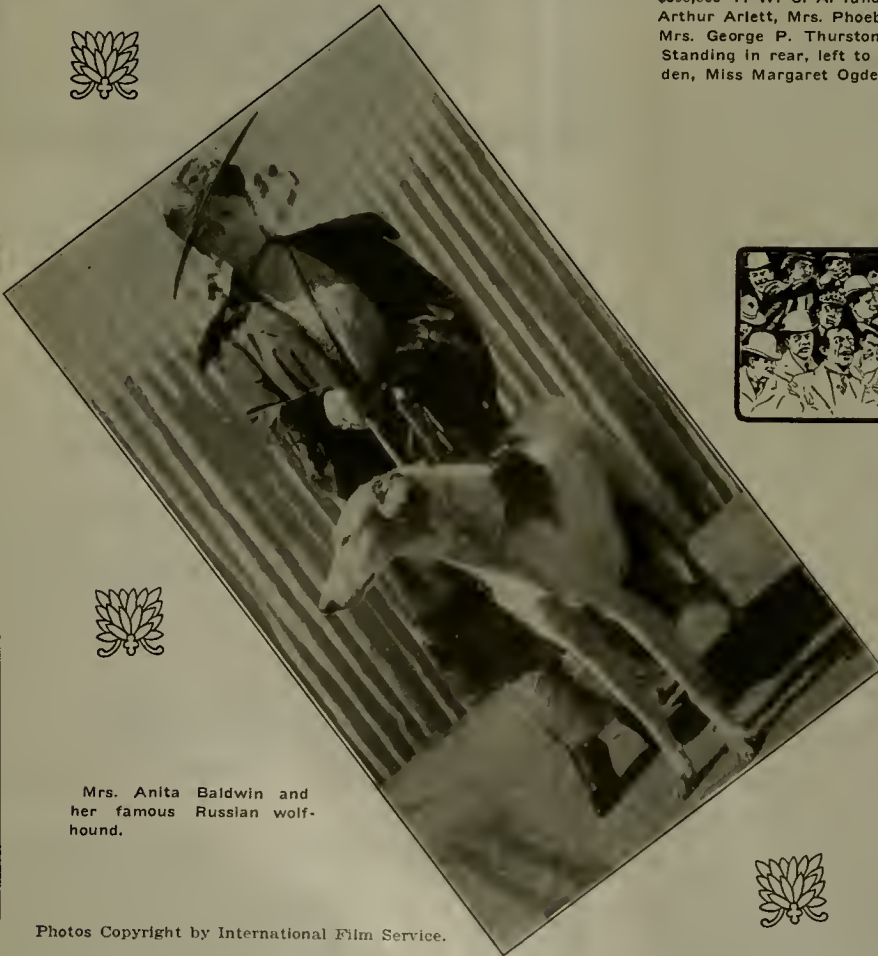 Y. W. C. A. fund
Arthur Arlett, Mrs. Phoeb
Mrs. George P. Thurston
Standing in rear, left to
den, Miss Margaret Ogde
Mrs. Anita Baldwin and
her famous Russian wolf-
hound.
Photos Copyright by International Film Service.